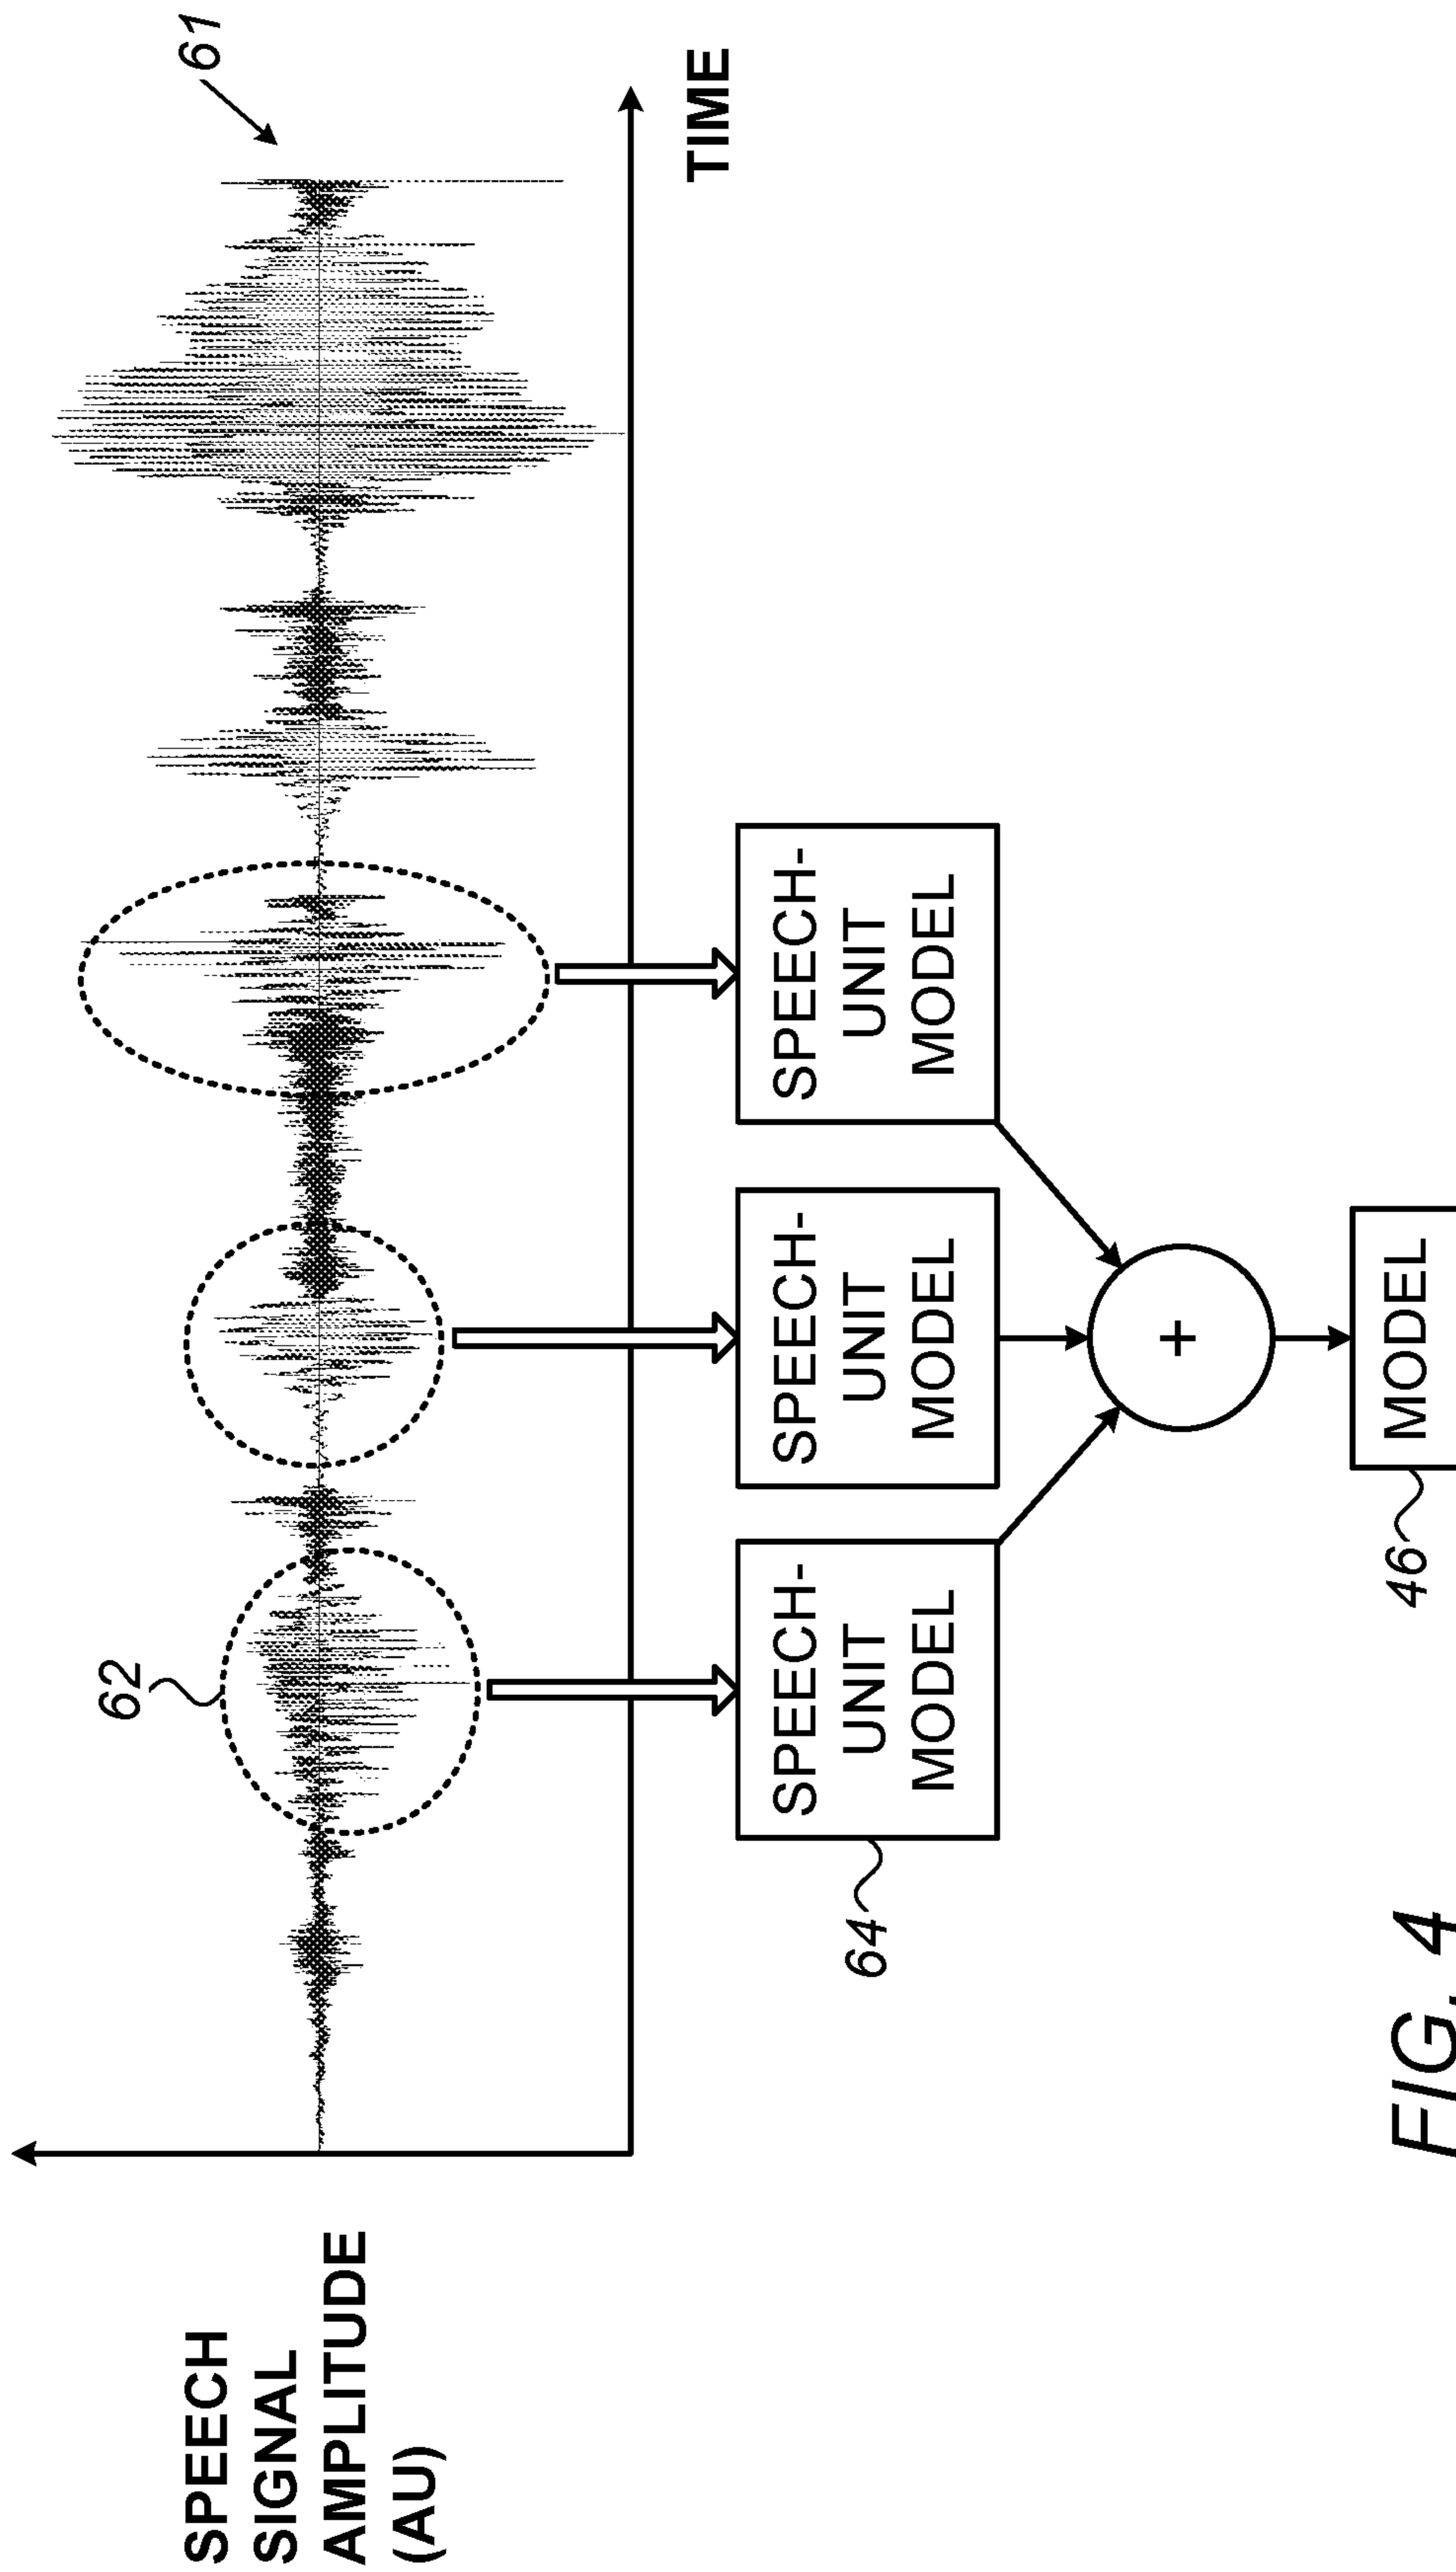 61
62
SPEECH
SIGNAL
AMPLITUDE
(AU)
TIME
SPEECH-
UNIT
MODEL
SPEECH-
UNIT
MODEL
SPEECH-
UNIT
MODEL
64
+
46
MODEL
FIG. 4